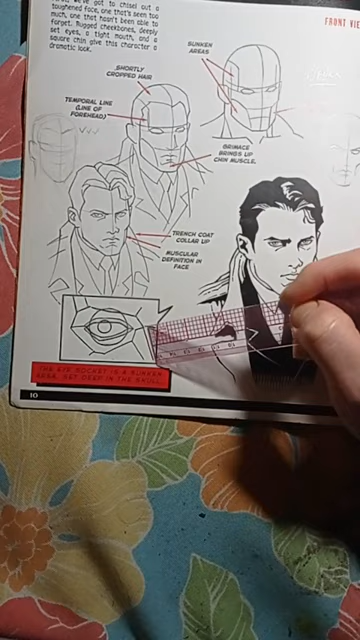 we've got to chisel out a
toughened face, one that's seen too
much, one that hasn't been able to
forget. Rugged cheekbones, deeply
set eyes, a tight mouth, and a
square chin give this character a
dramatic look.
FRONT VIE
SUNKEN
AREAS
SHORTLY
CROPPED HAIR
TEMPORAL LINE
(LINE OF
FOREHEAD)
GRIMACE
BRINGS UP
CHIN MUSCLE.
TRENCH COAT
COLLAR UP
MUSCULAR
DEFINITION IN
FACE
THE EYE SOCKET IS A SUNKEN
AREA, SET DEEP IN THE SKULL.
10